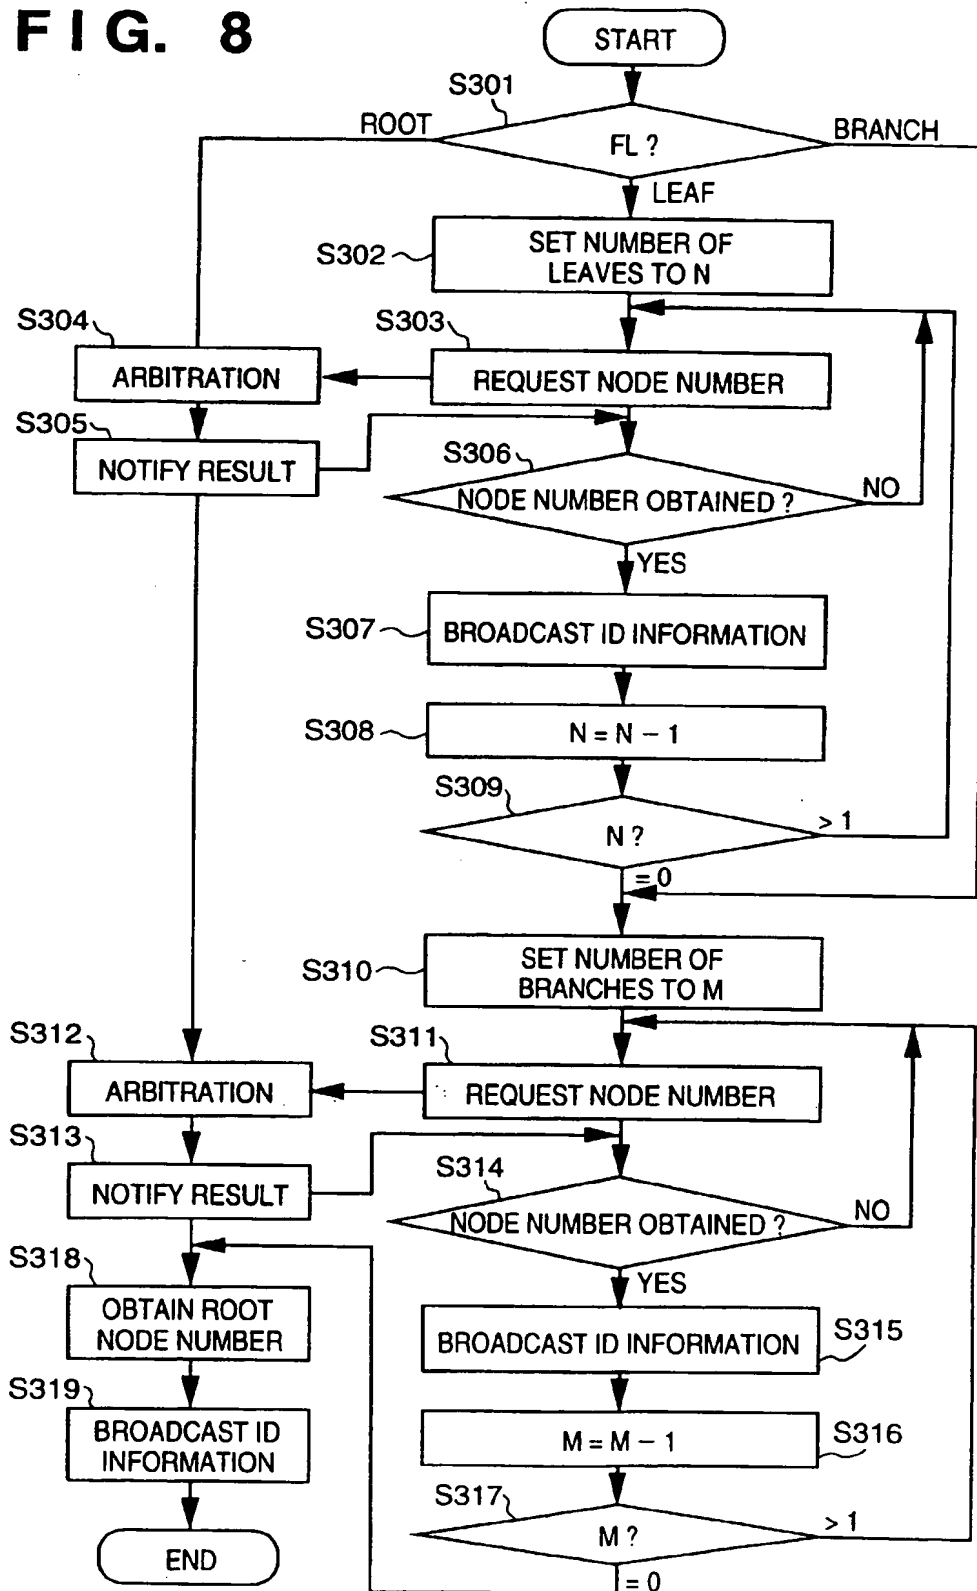 FIG. 8
START
S301
FL ?
ROOT
BRANCH
LEAF
S302
SET NUMBER OF
LEAVES TO N
S303
REQUEST NODE NUMBER
S304
ARBITRATION
S305
NOTIFY RESULT
S306
NODE NUMBER OBTAINED ?
NO
YES
S307
BROADCAST ID INFORMATION
S308
N = N − 1
S309
N ?
> 1
= 0
S310
SET NUMBER OF
BRANCHES TO M
S311
REQUEST NODE NUMBER
S312
ARBITRATION
S313
NOTIFY RESULT
S314
NODE NUMBER OBTAINED ?
NO
YES
S315
BROADCAST ID INFORMATION
S316
M = M − 1
S317
M ?
> 1
= 0
S318
OBTAIN ROOT
NODE NUMBER
S319
BROADCAST ID
INFORMATION
END